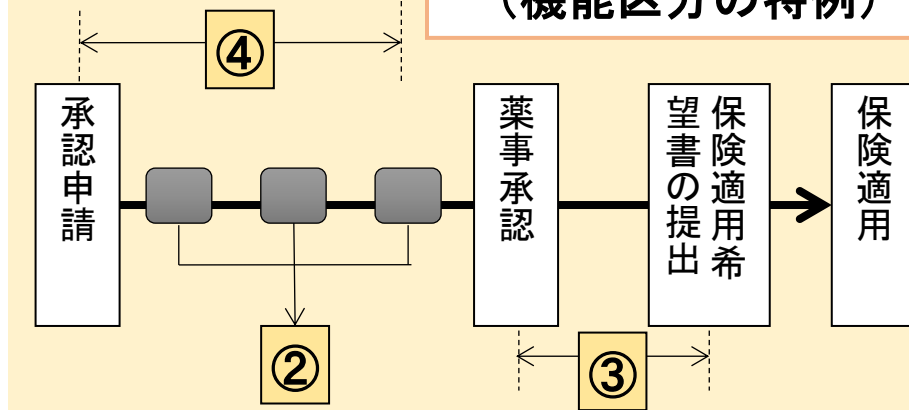 (機能区分の特例)
④
承認申請
薬事承認
保険適用希
望書の提出
保険適用
②
③